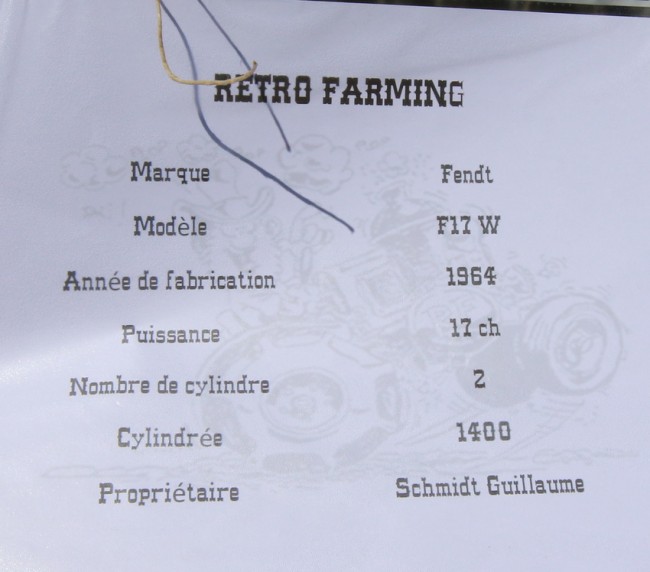 RETRO FARMING
Marque Fendt
Modèle F17 W
Année de fabrication 1964
Puissance 17 ch
Nombre de cylindre 2
Cylindrée 1400
Propriétaire Schmidt Guillaume